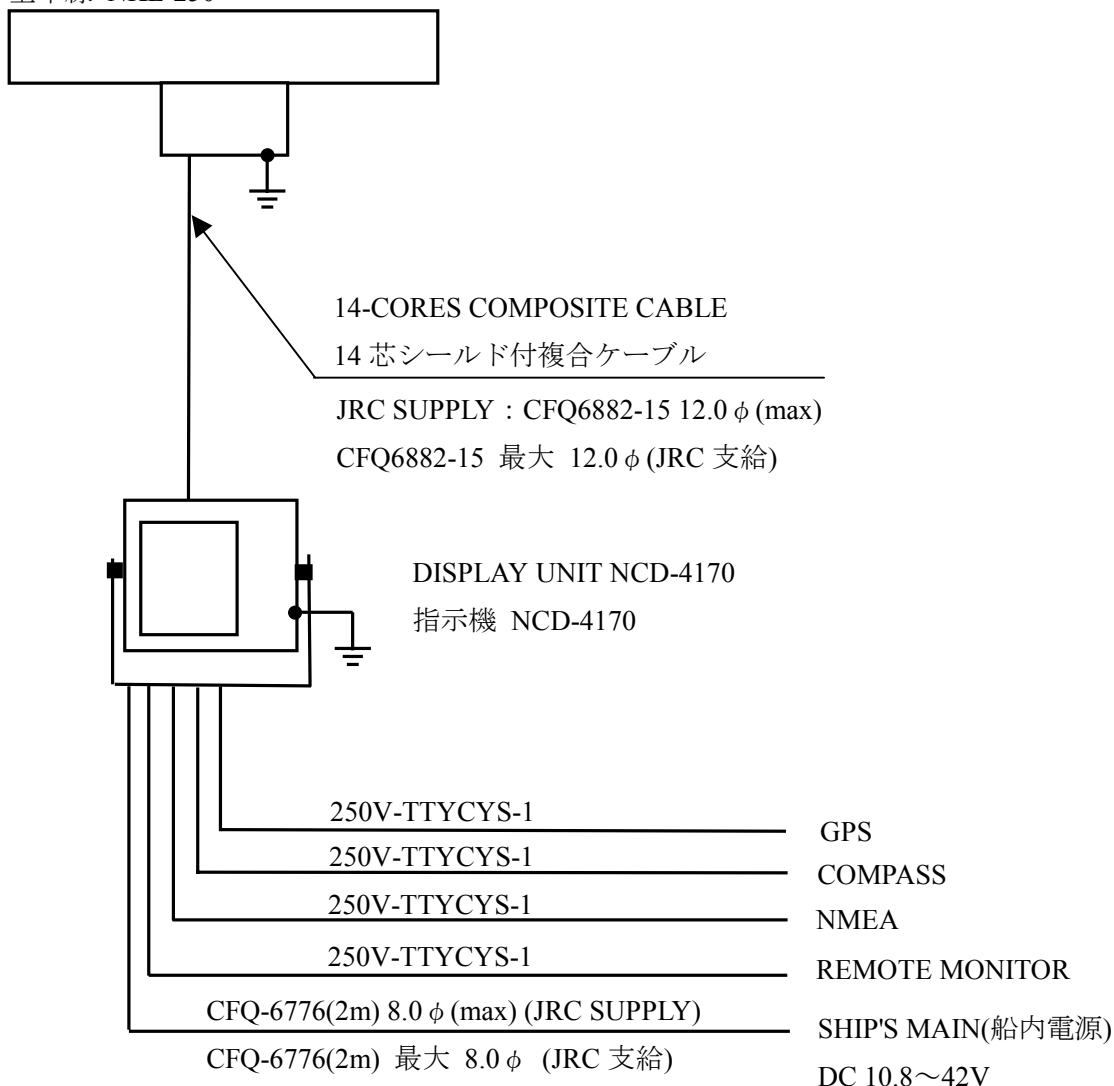 14-CORES COMPOSITE CABLE
14 芯シールド付複合ケーブル
JRC SUPPLY：CFQ6882-15 12.0φ(max)
CFQ6882-15 最大 12.0φ(JRC 支給)
DISPLAY UNIT NCD-4170
指示機 NCD-4170
250V-TTYCYS-1
GPS
250V-TTYCYS-1
COMPASS
250V-TTYCYS-1
NMEA
250V-TTYCYS-1
REMOTE MONITOR
CFQ-6776(2m) 8.0φ(max) (JRC SUPPLY)
SHIP'S MAIN(船内電源)
CFQ-6776(2m) 最大 8.0φ (JRC 支給)
DC 10.8～42V